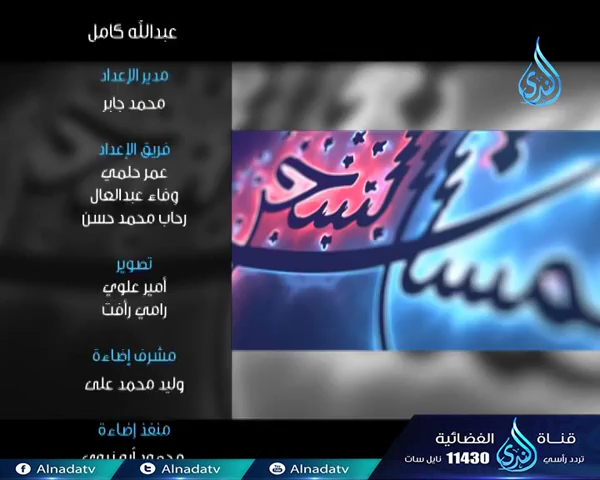 عبدالله كامل
مدير الإعداد
محمد جابر
فريق الإعداد
عمر حلمي
وفاء عبدالعال
رحاب محمد حسن
تصوير
أمير علوي
رامي رأفت
مشرف إضاءة
وليد محمد على
منفذ إضاءة
الندى
قناة الندى الفضائية
تردد رأسي 11430 نايل سات
Alnadatv
Alnadatv
Alnadatv